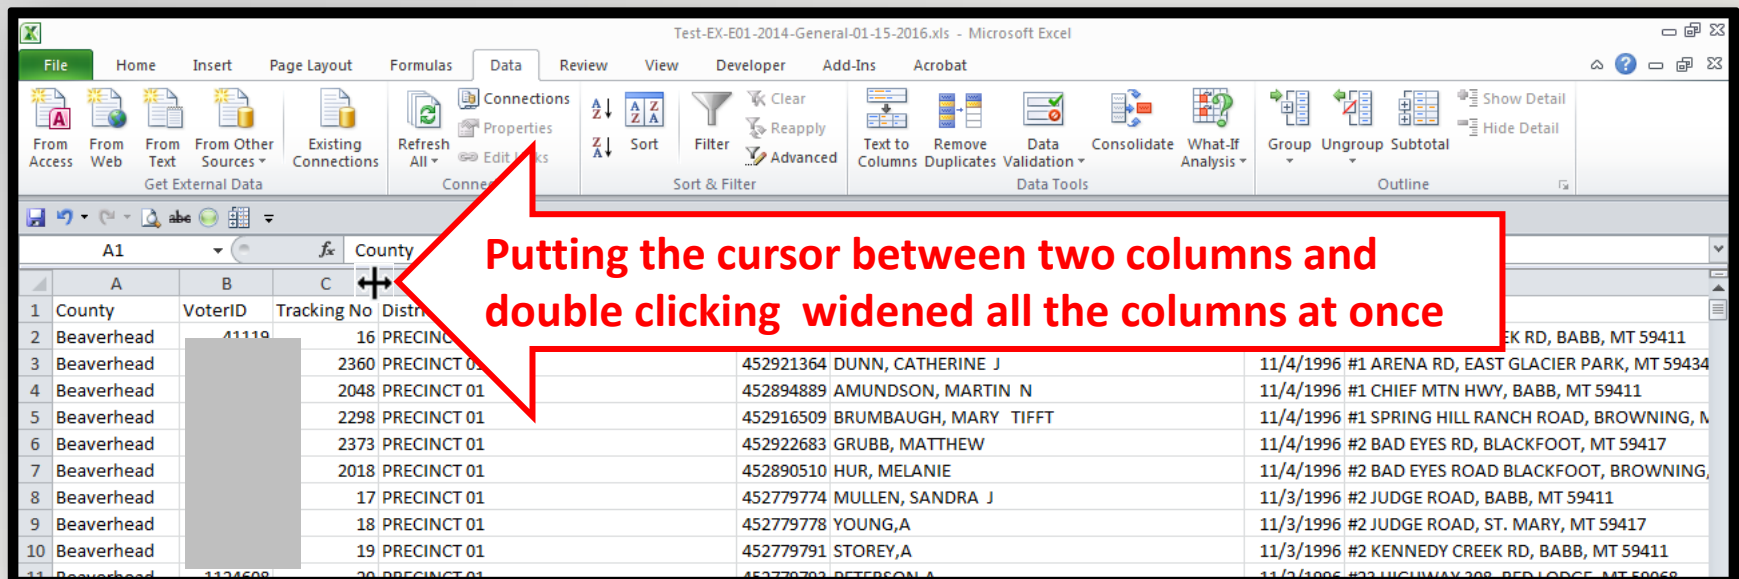 Test-EX-E01-2014-General-01-15-2016.xls - Microsoft Excel
File Home Insert Page Layout Formulas Data Review View Developer Add-Ins Acrobat
From Access
From Web
From Text
From Other Sources
Existing Connections
Get External Data
Refresh All
Connections
Properties
Edit
Sort
Filter
Clear
Reapply
Advanced
Sort & Filter
Text to Columns
Remove Duplicates
Data Validation
Consolidate
What-If Analysis
Data Tools
Group
Ungroup
Subtotal
Show Detail
Hide Detail
Outline
A1 fx County
Putting the cursor between two columns and
double clicking widened all the columns at once
A B C
1 County VoterID Tracking No
2 Beaverhead 41119 16 RD, BABB, MT 59411
3 Beaverhead 2360 PRECINCT 01 452921364 DUNN, CATHERINE J 11/4/1996 #1 ARENA RD, EAST GLACIER PARK, MT 59434
4 Beaverhead 2048 PRECINCT 01 452894889 AMUNDSON, MARTIN N 11/4/1996 #1 CHIEF MTN HWY, BABB, MT 59411
5 Beaverhead 2298 PRECINCT 01 452916509 BRUMBAUGH, MARY TIFFT 11/4/1996 #1 SPRING HILL RANCH ROAD, BROWNING,
6 Beaverhead 2373 PRECINCT 01 452922683 GRUBB, MATTHEW 11/4/1996 #2 BAD EYES RD, BLACKFOOT, MT 59417
7 Beaverhead 2018 PRECINCT 01 452890510 HUR, MELANIE 11/4/1996 #2 BAD EYES ROAD BLACKFOOT, BROWNING,
8 Beaverhead 17 PRECINCT 01 452779774 MULLEN, SANDRA J 11/3/1996 #2 JUDGE ROAD, BABB, MT 59411
9 Beaverhead 18 PRECINCT 01 452779778 YOUNG,A 11/3/1996 #2 JUDGE ROAD, ST. MARY, MT 59417
10 Beaverhead 19 PRECINCT 01 452779791 STOREY,A 11/3/1996 #2 KENNEDY CREEK RD, BABB, MT 59411